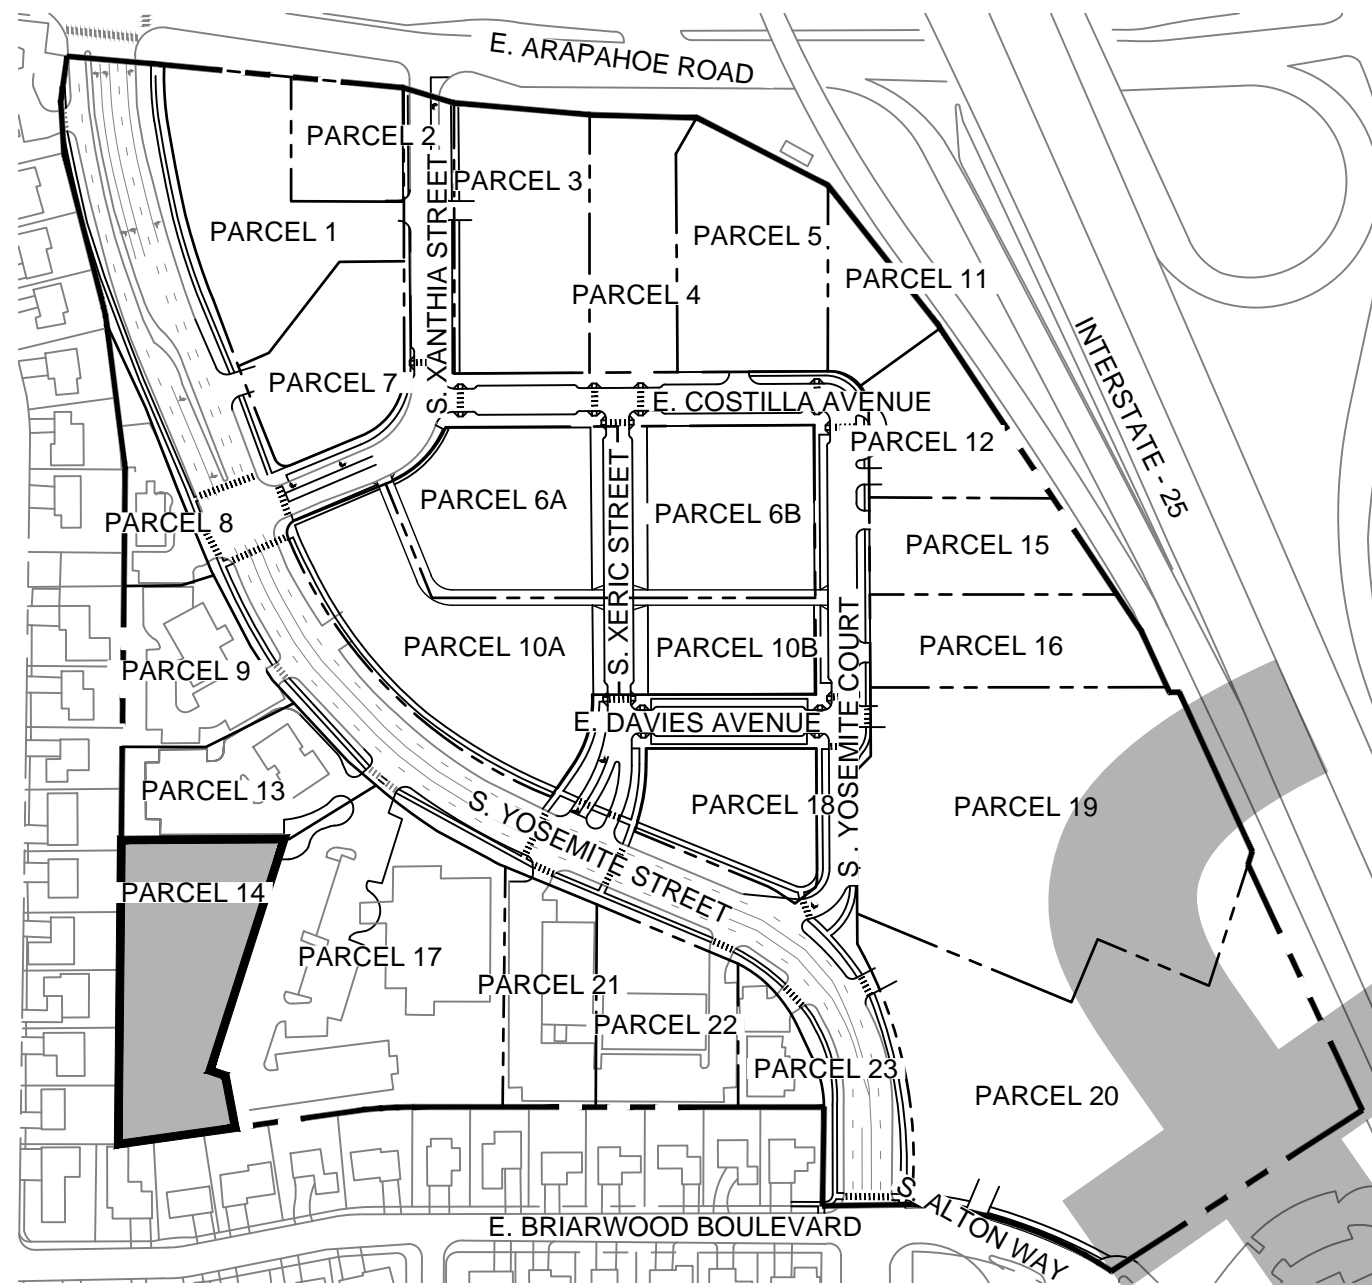 E. ARAPAHOE ROAD
PARCEL 2
PARCEL 3
PARCEL 1
S. XANTHIA STREET
PARCEL 5
PARCEL 4
PARCEL 11
INTERSTATE - 25
PARCEL 7
E. COSTILLA AVENUE
PARCEL 12
PARCEL 6A
PARCEL 6B
PARCEL 8
S. XERIC STREET
PARCEL 15
PARCEL 10A
PARCEL 10B
PARCEL 16
PARCEL 9
S. YOSEMITE COURT
E. DAVIES AVENUE
PARCEL 13
S. YOSEMITE STREET
PARCEL 18
PARCEL 19
PARCEL 14
PARCEL 17
PARCEL 21
PARCEL 22
PARCEL 23
PARCEL 20
S. ALTON WAY
E. BRIARWOOD BOULEVARD